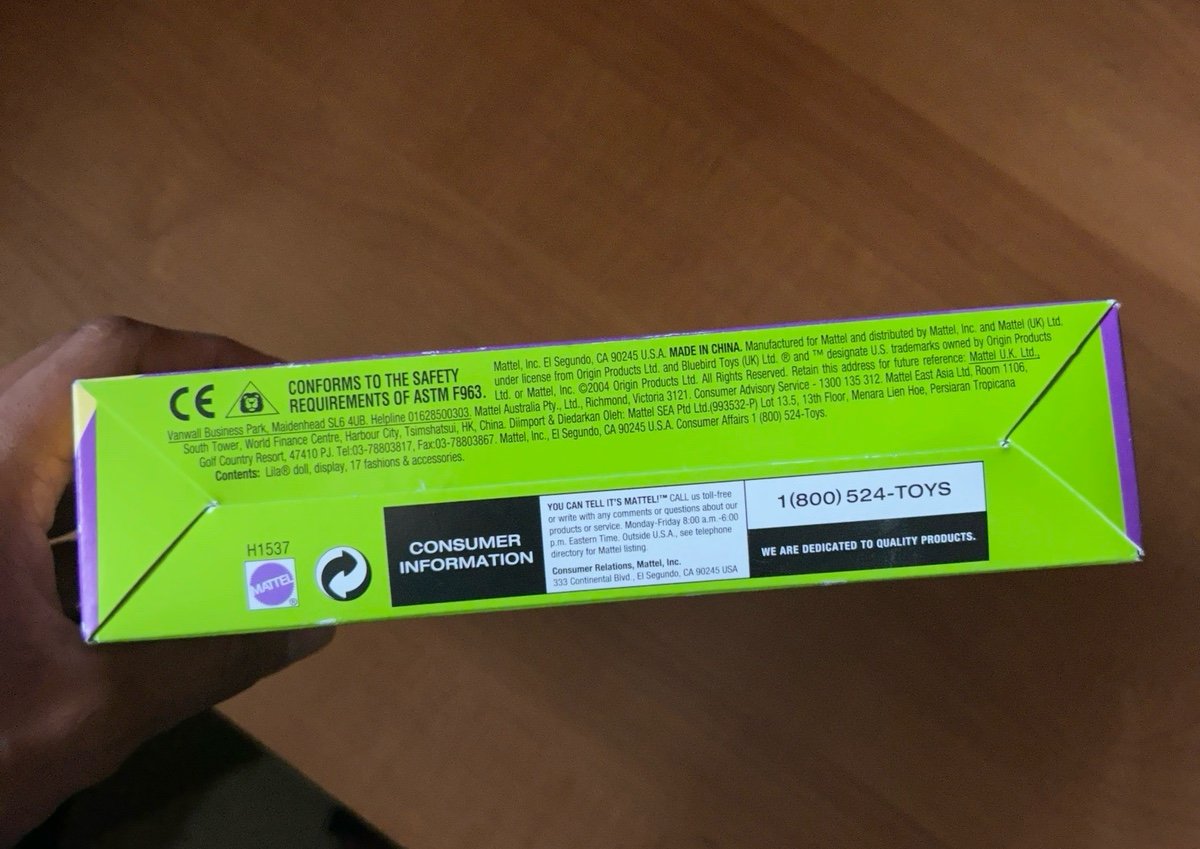 CE
CONFORMS TO THE SAFETY
REQUIREMENTS OF ASTM F963.
Mattel, Inc. El Segundo, CA 90245 U.S.A. MADE IN CHINA. Manufactured for Mattel and distributed by Mattel, Inc. and Mattel (UK) Ltd.
under license from Origin Products Ltd. and Bluebird Toys (UK) Ltd. ® and ™ designate U.S. trademarks owned by Origin Products
Ltd. or Mattel, Inc. ©2004 Origin Products Ltd. All Rights Reserved. Retain this address for future reference: Mattel U.K. Ltd.,
Vanwall Business Park, Maidenhead SL6 4UB. Helpline 01628500303. Mattel Australia Pty., Ltd., Richmond, Victoria 3121. Consumer Advisory Service - 1300 135 312. Mattel East Asia Ltd, Room 1106,
South Tower, World Finance Centre, Harbour City, Tsimshatsui, HK, China. Diimport & Diedarkan Oleh: Mattel SEA Ptd Ltd.(993532-P) Lot 13.5, 13th Floor, Menara Lien Hoe, Persiaran Tropicana
Golf Country Resort, 47410 PJ. Tel:03-78803817, Fax:03-78803867. Mattel, Inc., El Segundo, CA 90245 U.S.A. Consumer Affairs 1 (800) 524-Toys.
Contents: Lila® doll, display, 17 fashions & accessories.
H1537
MATTEL®
CONSUMER
INFORMATION
YOU CAN TELL IT'S MATTEL!™ CALL us toll-free
or write with any comments or questions about our
products or service. Monday-Friday 8:00 a.m.-6:00
p.m. Eastern Time. Outside U.S.A., see telephone
directory for Mattel listing.
Consumer Relations, Mattel, Inc.
333 Continental Blvd., El Segundo, CA 90245 USA
1(800) 524-TOYS
WE ARE DEDICATED TO QUALITY PRODUCTS.